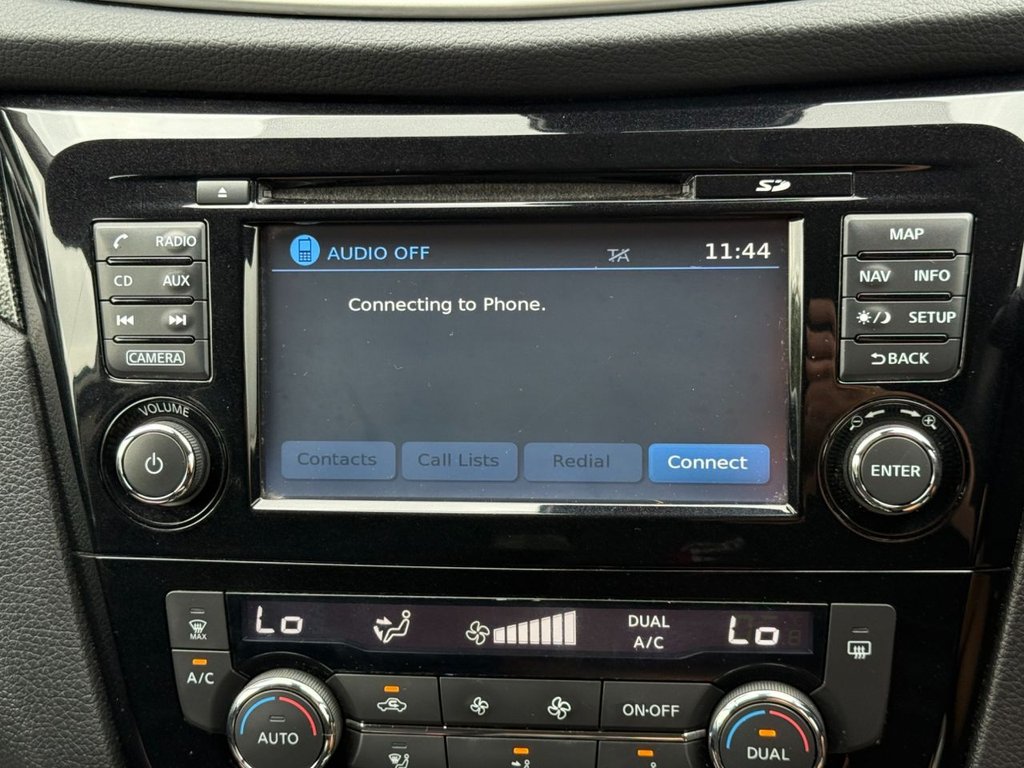 SD
RADIO
CD AUX
CAMERA
VOLUME
AUDIO OFF TA 11:44
Connecting to Phone.
Contacts Call Lists Redial Connect
MAP
NAV INFO
SETUP
BACK
ENTER
Lo DUAL A/C Lo
MAX
A/C
AUTO
ON·OFF
DUAL